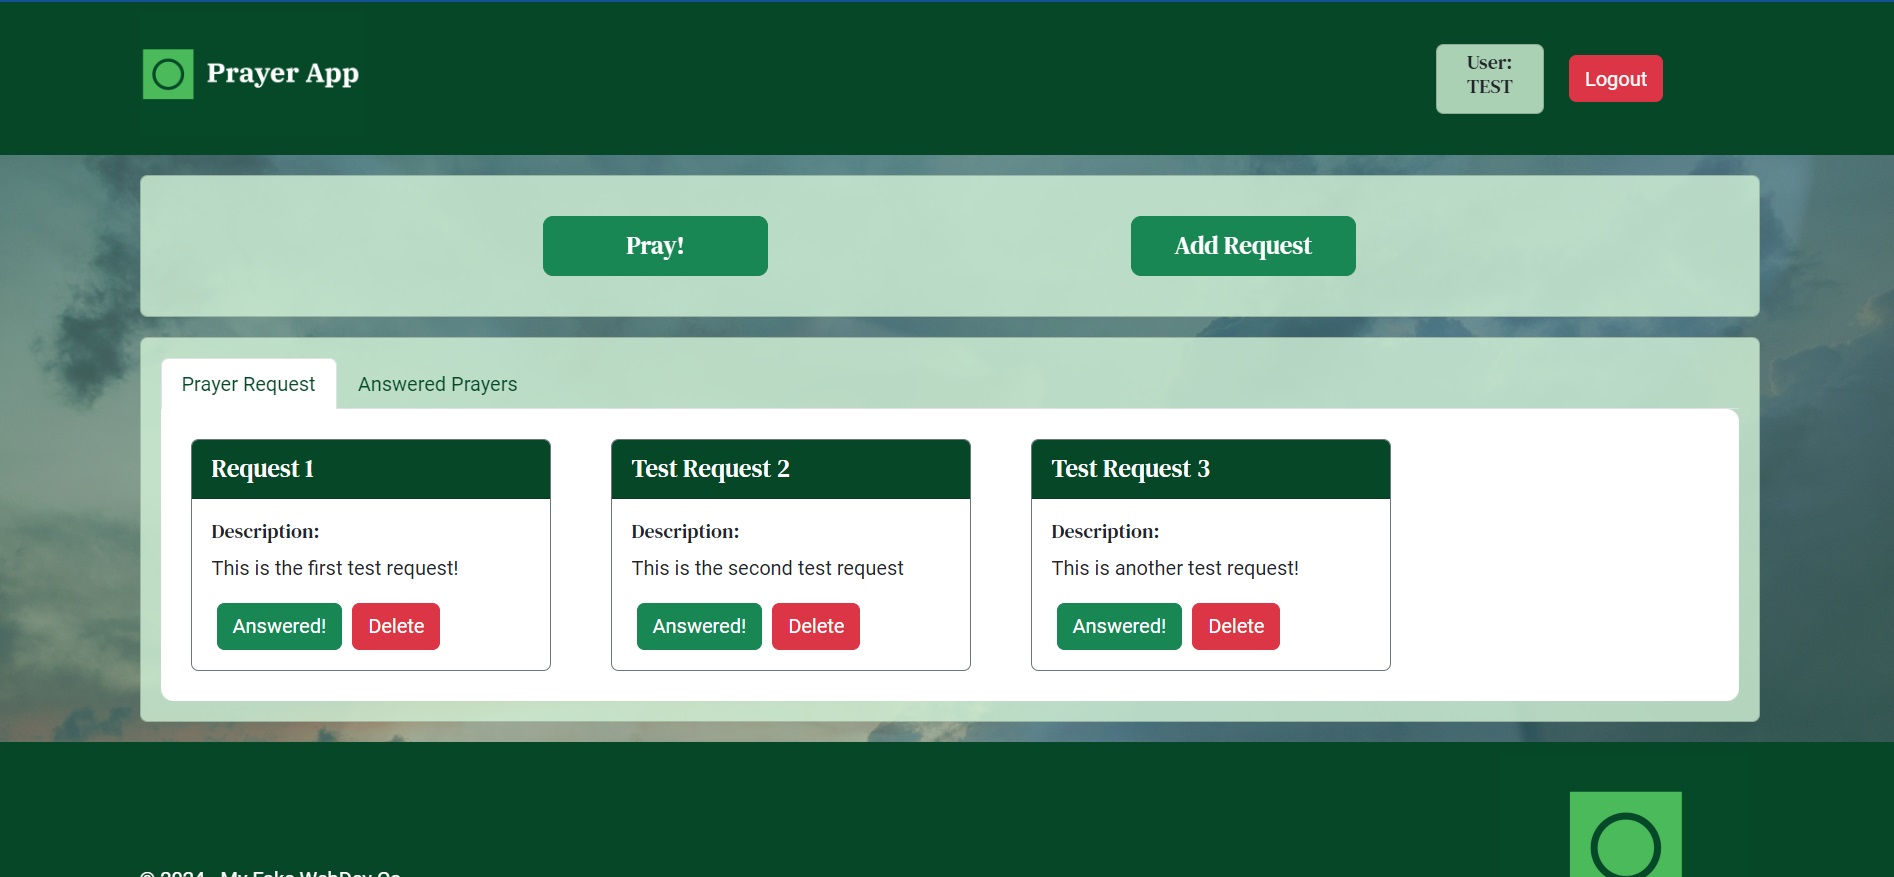 Prayer App
User:
TEST
Logout
Pray!
Add Request
Prayer Request
Answered Prayers
Request 1
Description:
This is the first test request!
Answered!
Delete
Test Request 2
Description:
This is the second test request
Answered!
Delete
Test Request 3
Description:
This is another test request!
Answered!
Delete
© 2024 - My Fake WebDev Co